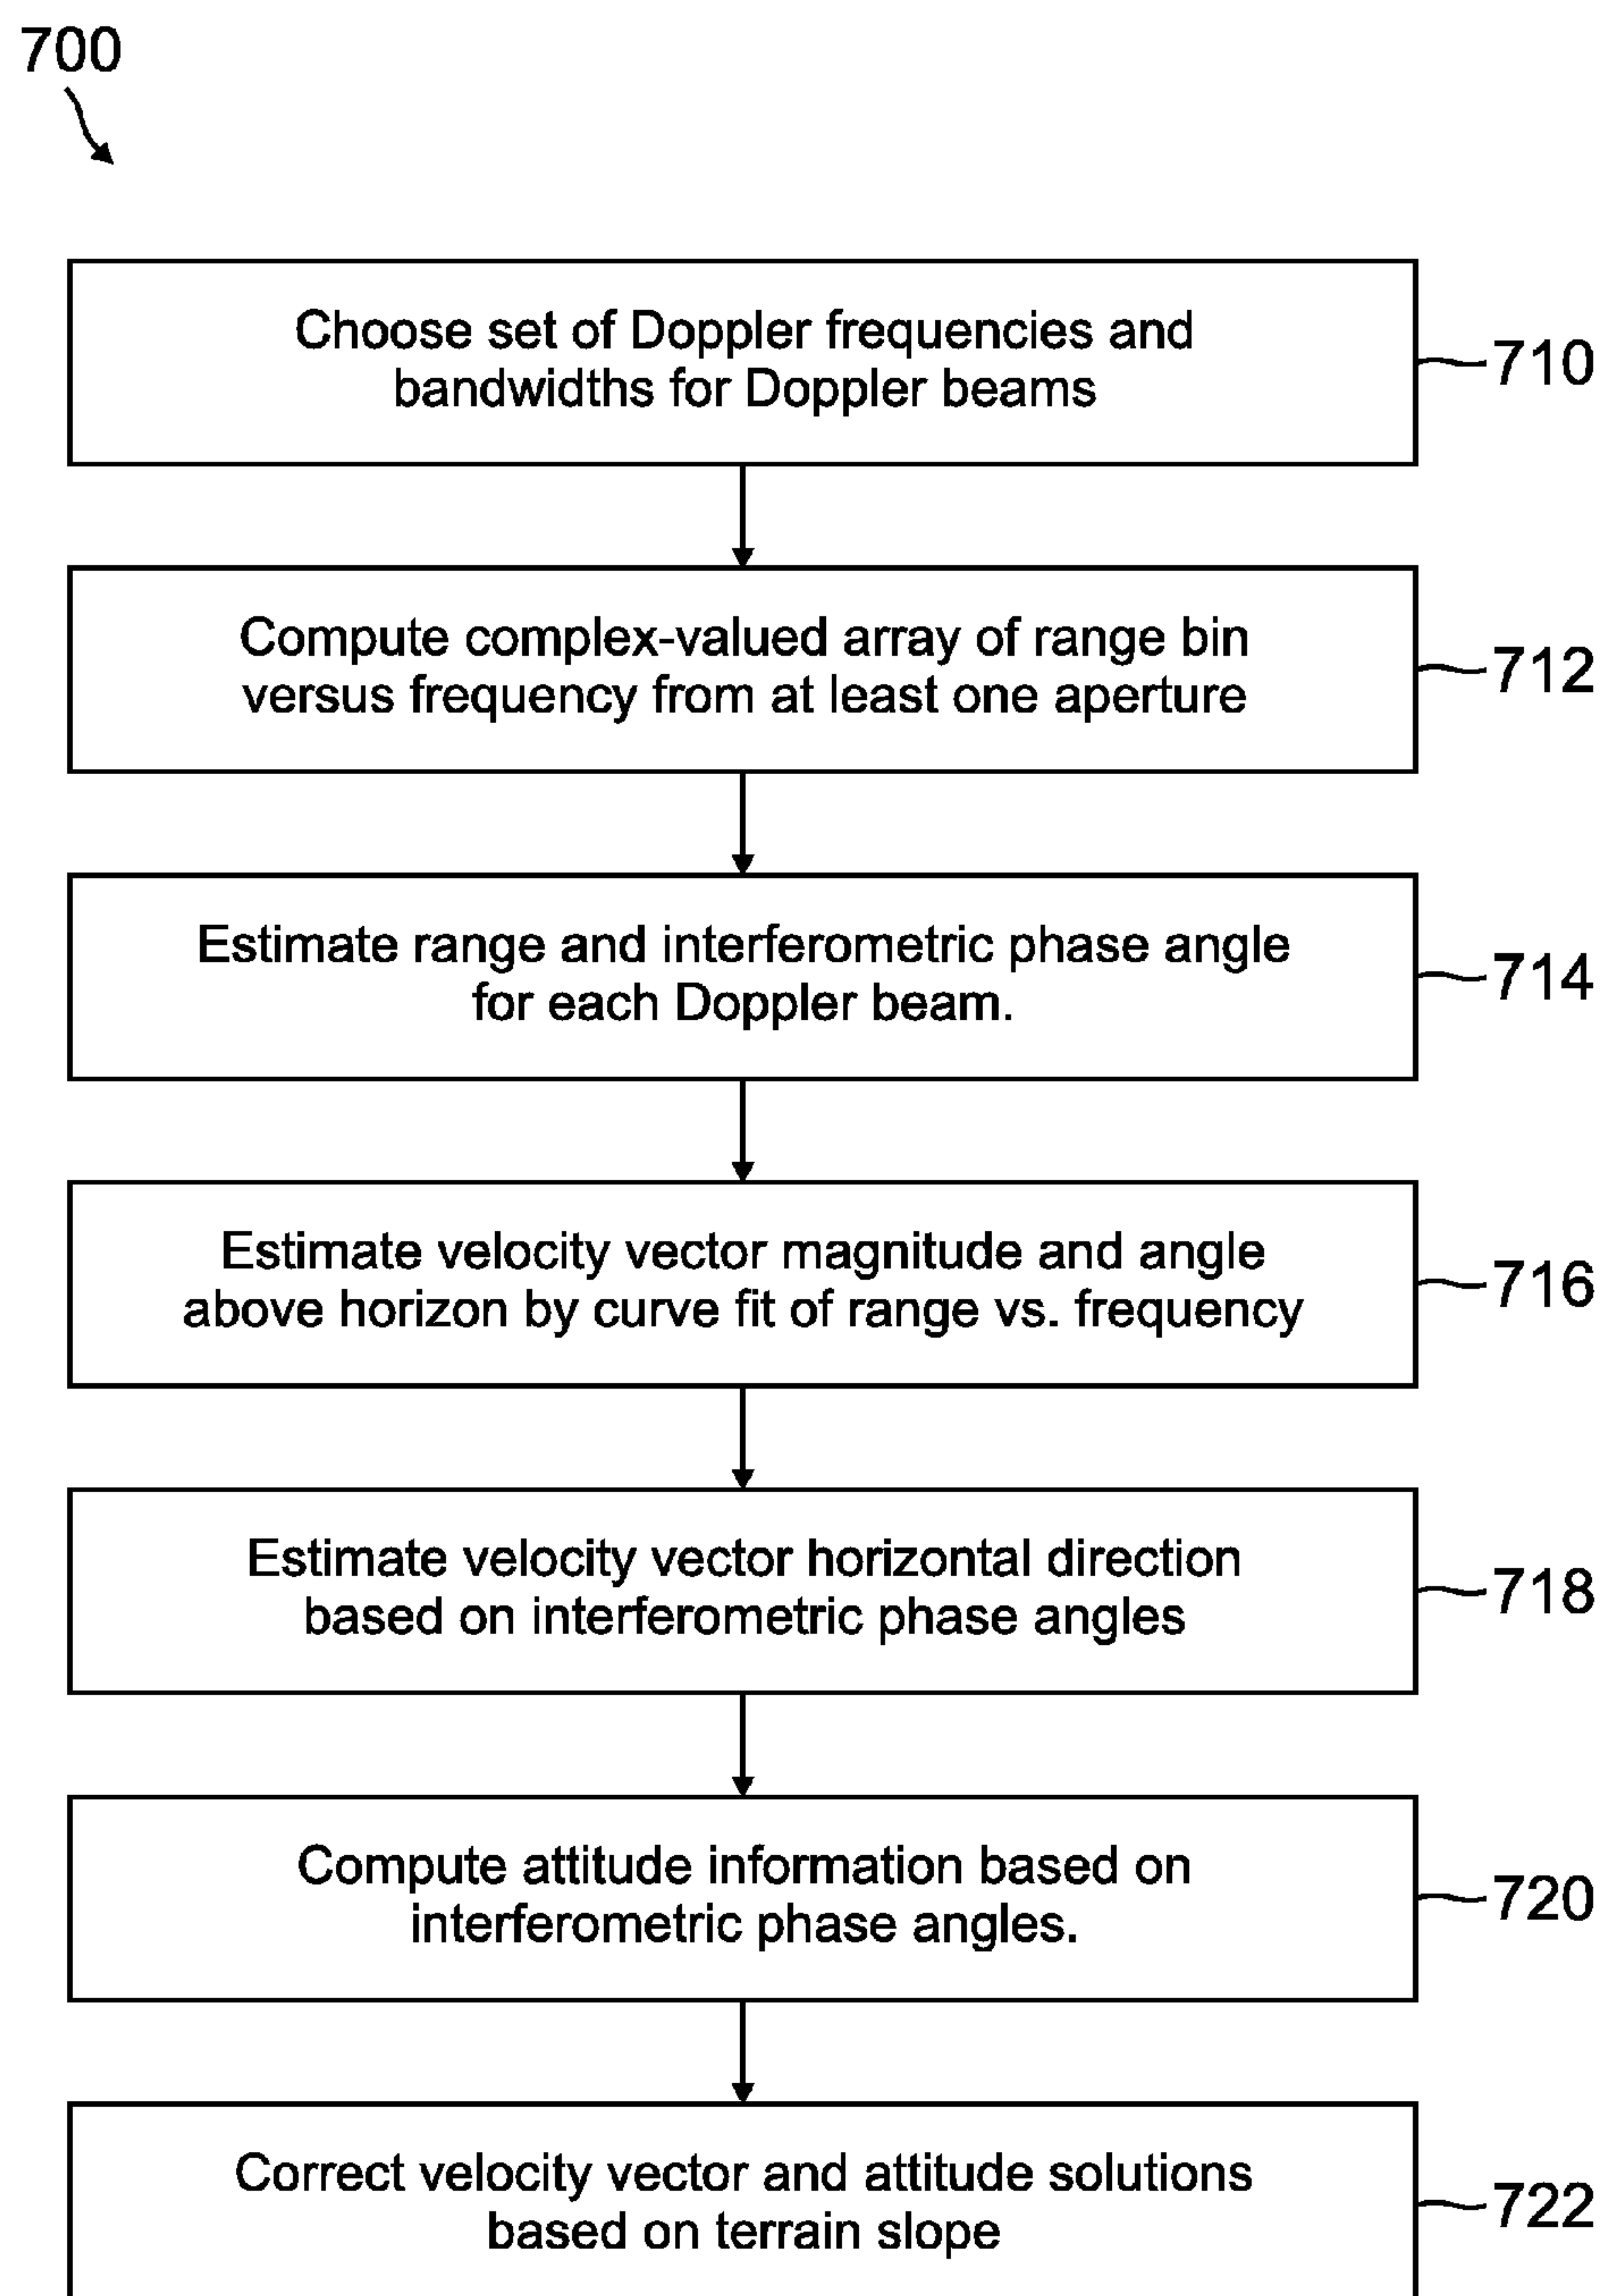 700
Choose set of Doppler frequencies and
bandwidths for Doppler beams
710
Compute complex-valued array of range bin
versus frequency from at least one aperture
712
Estimate range and interferometric phase angle
for each Doppler beam.
714
Estimate velocity vector magnitude and angle
above horizon by curve fit of range vs. frequency
716
Estimate velocity vector horizontal direction
based on interferometric phase angles
718
Compute attitude information based on
interferometric phase angles.
720
Correct velocity vector and attitude solutions
based on terrain slope
722